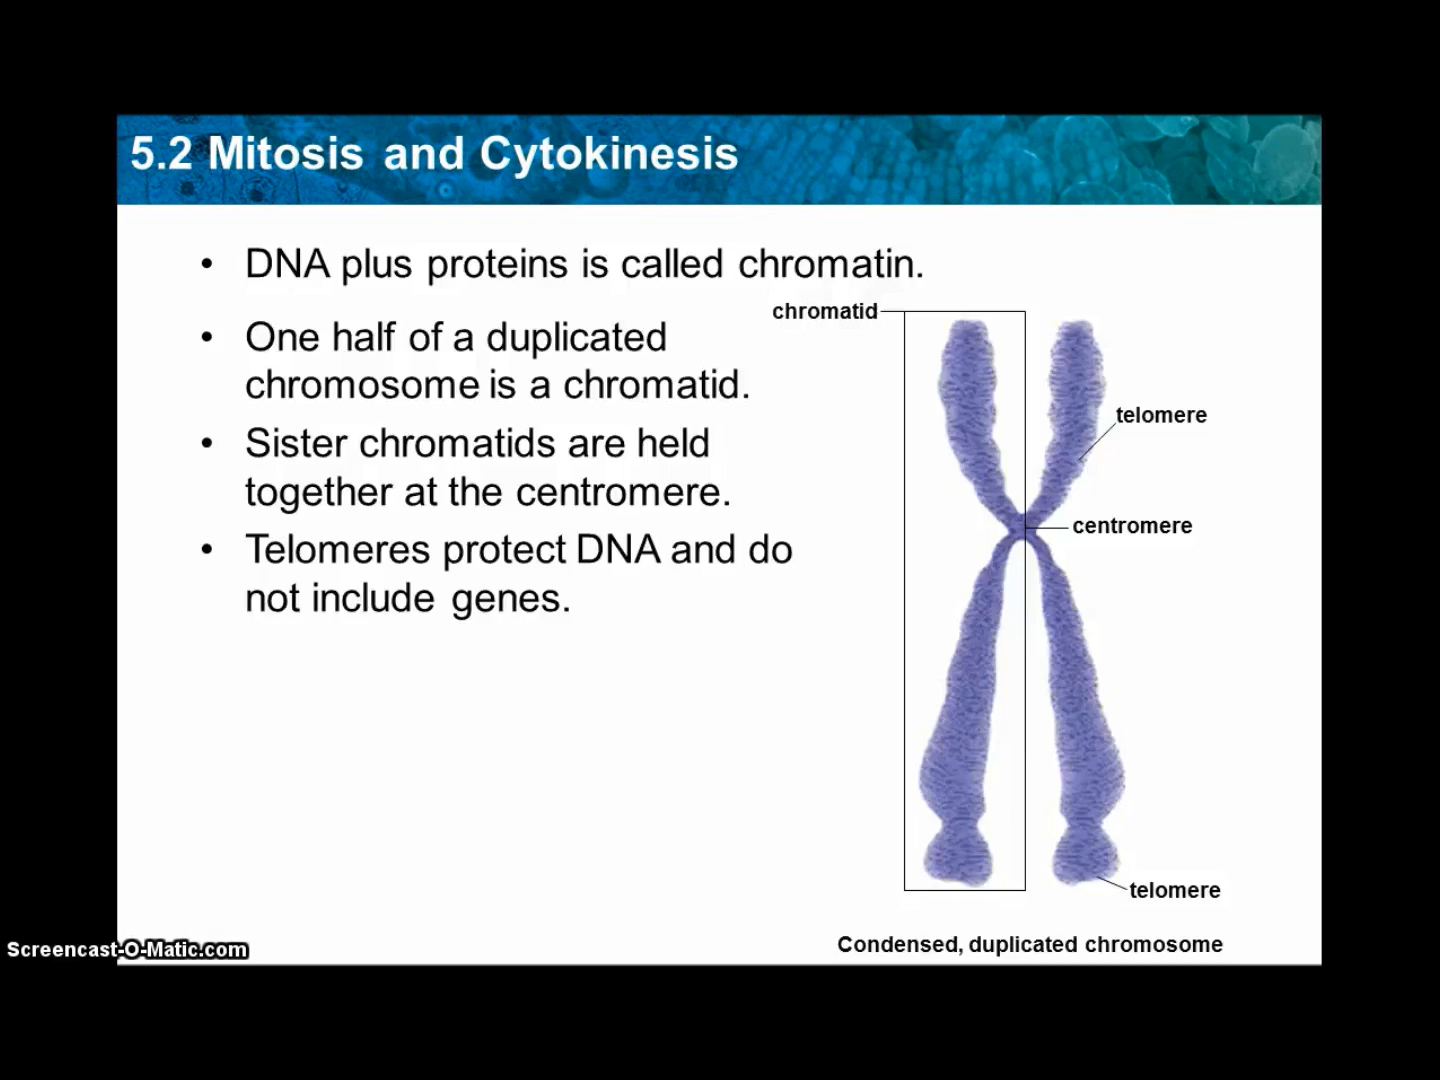 5.2 Mitosis and Cytokinesis
• DNA plus proteins is called chromatin.
• One half of a duplicated
chromosome is a chromatid.
• Sister chromatids are held
together at the centromere.
• Telomeres protect DNA and do
not include genes.
chromatid
telomere
centromere
telomere
Condensed, duplicated chromosome
Screencast-O-Matic.com